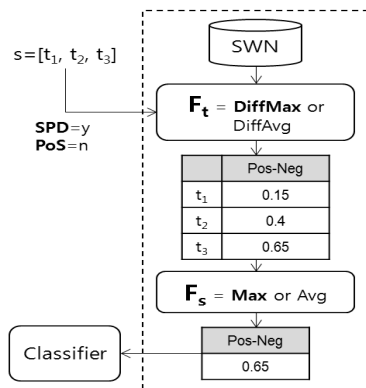 SWN
s=[t₁, t₂, t₃]
SPD=y
PoS=n
Fₜ = DiffMax or
DiffAvg
Pos-Neg
t₁ 0.15
t₂ 0.4
t₃ 0.65
Fₛ = Max or Avg
Classifier
Pos-Neg
0.65